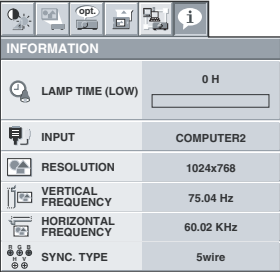 opt.
i
INFORMATION
LAMP TIME (LOW)
0 H
INPUT
COMPUTER2
RESOLUTION
1024x768
VERTICAL
FREQUENCY
75.04 Hz
HORIZONTAL
FREQUENCY
60.02 KHz
R G B
H V
SYNC. TYPE
5wire